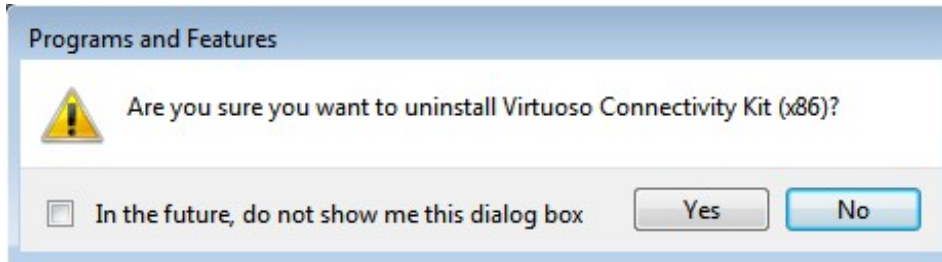 Programs and Features
Are you sure you want to uninstall Virtuoso Connectivity Kit (x86)?
In the future, do not show me this dialog box
Yes
No